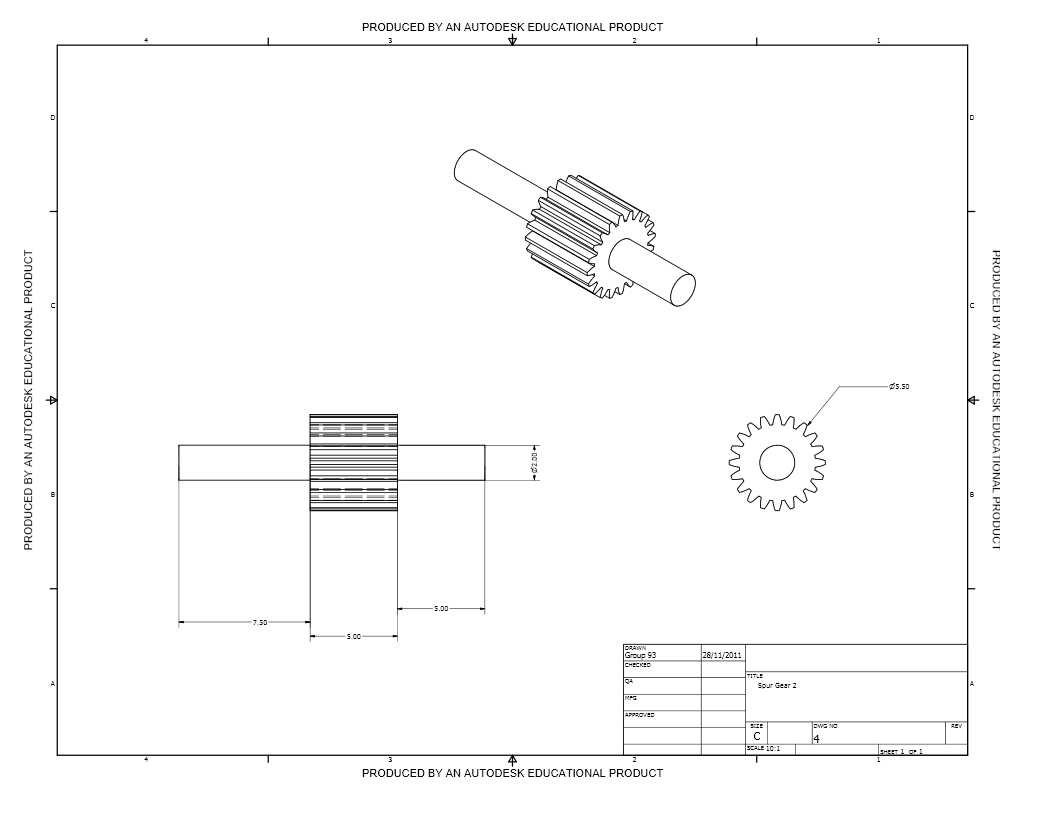 PRODUCED BY AN AUTODESK EDUCATIONAL PRODUCT
4 3 2 1
D D
PRODUCED BY AN AUTODESK EDUCATIONAL PRODUCT
PRODUCED BY AN AUTODESK EDUCATIONAL PRODUCT
C C
Ø5.50
Ø2.00
B B
5.00
7.50
5.00
A A
DRAWN
Group 93 28/11/2011
CHECKED
QA
MFG
APPROVED
TITLE
Spur Gear 2
SIZE
C
DWG NO
4
REV
SCALE 10:1
SHEET 1 OF 1
4 3 2 1
PRODUCED BY AN AUTODESK EDUCATIONAL PRODUCT